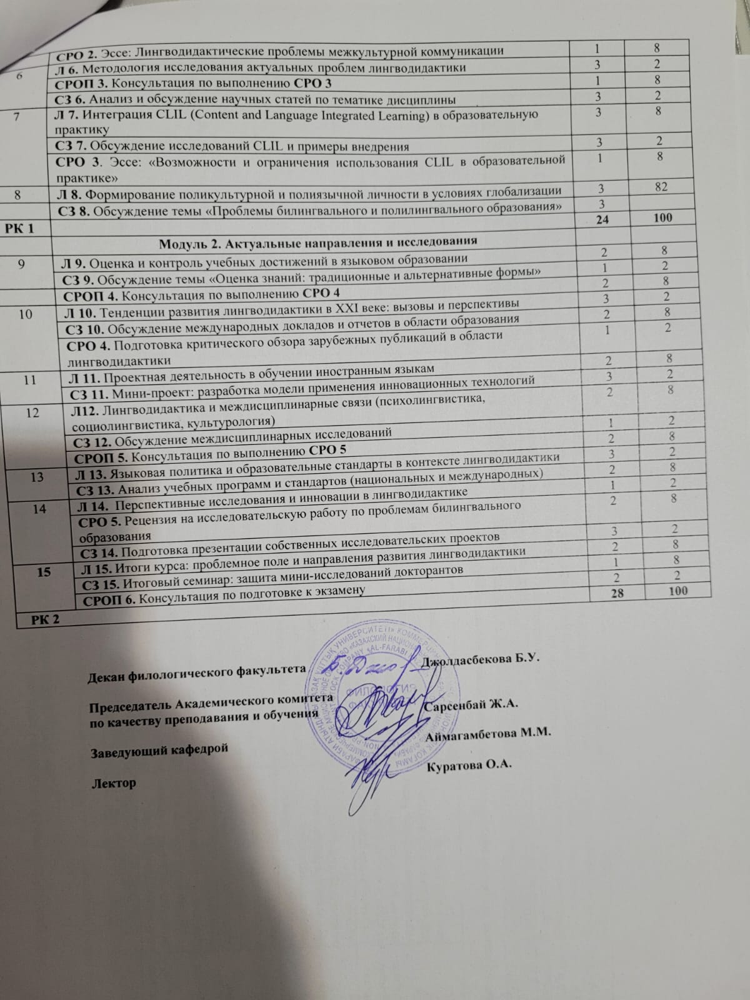 СРО 2. Эссе: Лингводидактические проблемы межкультурной коммуникации 1 8
6 Л 6. Методология исследования актуальных проблем лингводидактики 3 2
СРОП 3. Консультация по выполнению СРО 3 1 8
СЗ 6. Анализ и обсуждение научных статей по тематике дисциплины 3 2
7 Л 7. Интеграция CLIL (Content and Language Integrated Learning) в образовательную 3 8
практику
СЗ 7. Обсуждение исследований CLIL и примеры внедрения 3 2
СРО 3. Эссе: «Возможности и ограничения использования CLIL в образовательной 1 8
практике»
8 Л 8. Формирование поликультурной и полиязычной личности в условиях глобализации 3 82
СЗ 8. Обсуждение темы «Проблемы билингвального и полилингвального образования» 3
РК 1 24 100
Модуль 2. Актуальные направления и исследования
9 Л 9. Оценка и контроль учебных достижений в языковом образовании 2 8
СЗ 9. Обсуждение темы «Оценка знаний: традиционные и альтернативные формы» 1 2
СРОП 4. Консультация по выполнению СРО 4 2 8
10 Л 10. Тенденции развития лингводидактики в XXI веке: вызовы и перспективы 3 2
СЗ 10. Обсуждение международных докладов и отчетов в области образования 2 8
СРО 4. Подготовка критического обзора зарубежных публикаций в области 1 2
лингводидактики
11 Л 11. Проектная деятельность в обучении иностранным языкам 2 8
СЗ 11. Мини-проект: разработка модели применения инновационных технологий 3 2
12 Л12. Лингводидактика и междисциплинарные связи (психолингвистика, 2 8
социолингвистика, культурология)
СЗ 12. Обсуждение междисциплинарных исследований 1 2
СРОП 5. Консультация по выполнению СРО 5 2 8
13 Л 13. Языковая политика и образовательные стандарты в контексте лингводидактики 3 2
СЗ 13. Анализ учебных программ и стандартов (национальных и международных) 2 8
14 Л 14. Перспективные исследования и инновации в лингводидактике 1 2
СРО 5. Рецензия на исследовательскую работу по проблемам билингвального 2 8
образования
СЗ 14. Подготовка презентации собственных исследовательских проектов 3 2
15 Л 15. Итоги курса: проблемное поле и направления развития лингводидактики 2 8
СЗ 15. Итоговый семинар: защита мини-исследований докторантов 1 8
СРОП 6. Консультация по подготовке к экзамену 2 2
РК 2 28 100
Декан филологического факультета Джолдасбекова Б.У.
Председатель Академического комитета
по качеству преподавания и обучения Сарсенбай Ж.А.
Заведующий кафедрой Аймагамбетова М.М.
Лектор Куратова О.А.